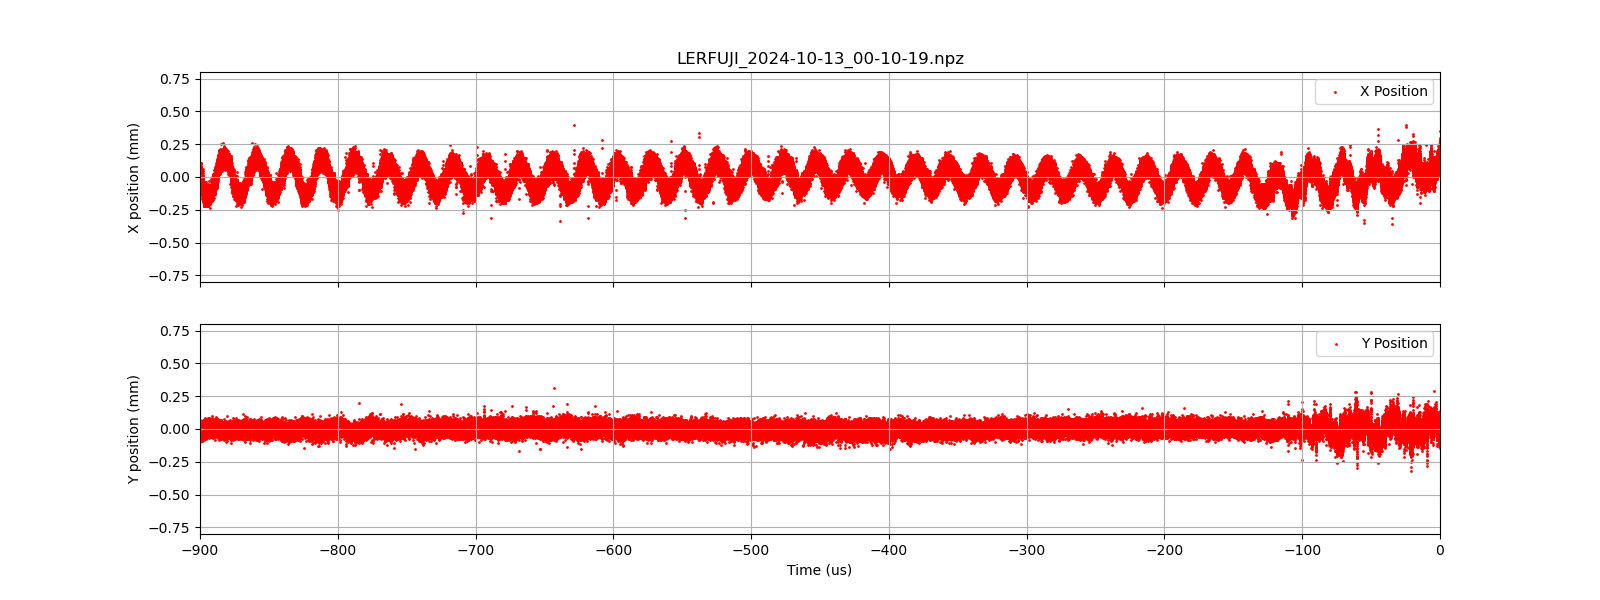 LERFUJI_2024-10-13_00-10-19.npz
0.75
0.50
0.25
0.00
−0.25
−0.50
−0.75
X position (mm)
X Position
0.75
0.50
0.25
0.00
−0.25
−0.50
−0.75
Y position (mm)
Y Position
−900 −800 −700 −600 −500 −400 −300 −200 −100 0
Time (us)